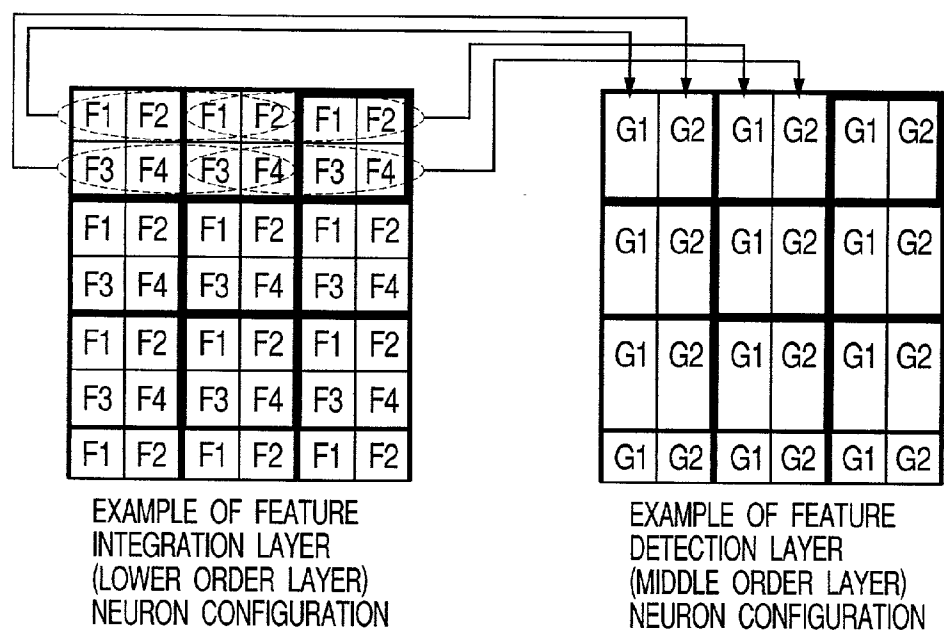 F1 F2 F1 F2 F1 F2
F3 F4 F3 F4 F3 F4
F1 F2 F1 F2 F1 F2
F3 F4 F3 F4 F3 F4
F1 F2 F1 F2 F1 F2
F3 F4 F3 F4 F3 F4
F1 F2 F1 F2 F1 F2
EXAMPLE OF FEATURE
INTEGRATION LAYER
(LOWER ORDER LAYER)
NEURON CONFIGURATION
G1 G2 G1 G2 G1 G2
G1 G2 G1 G2 G1 G2
G1 G2 G1 G2 G1 G2
G1 G2 G1 G2 G1 G2
EXAMPLE OF FEATURE
DETECTION LAYER
(MIDDLE ORDER LAYER)
NEURON CONFIGURATION